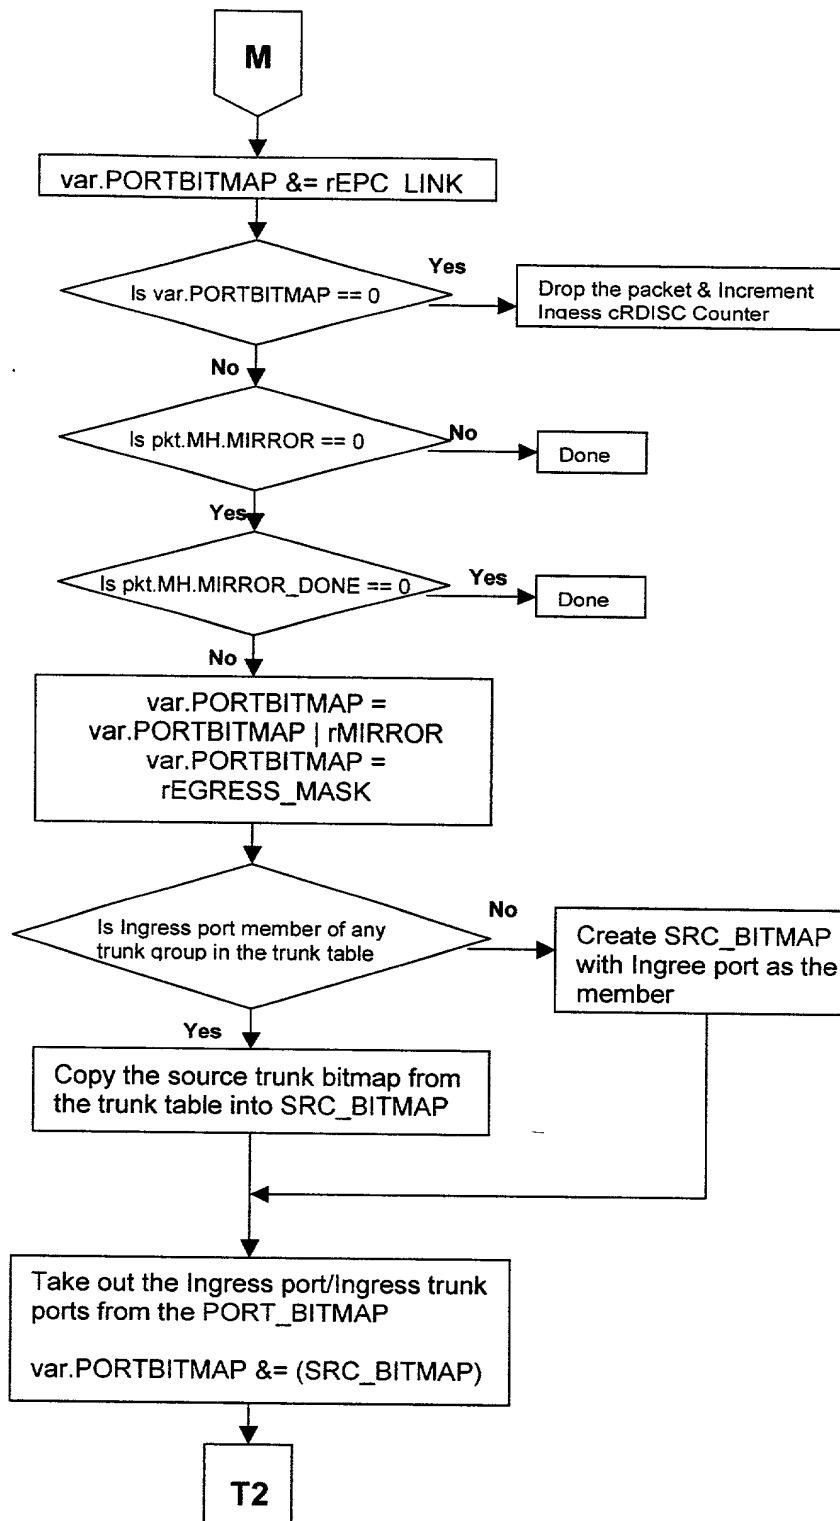 M
var.PORTBITMAP &= rEPC_LINK
Is var.PORTBITMAP == 0
Yes
Drop the packet & Increment
Ingess cRDISC Counter
No
Is pkt.MH.MIRROR == 0
No
Done
Yes
Is pkt.MH.MIRROR_DONE == 0
Yes
Done
No
var.PORTBITMAP =
var.PORTBITMAP | rMIRROR
var.PORTBITMAP =
rEGRESS_MASK
Is Ingress port member of any
trunk group in the trunk table
No
Create SRC_BITMAP
with Ingree port as the
member
Yes
Copy the source trunk bitmap from
the trunk table into SRC_BITMAP
Take out the Ingress port/Ingress trunk
ports from the PORT_BITMAP
var.PORTBITMAP &= (SRC_BITMAP)
T2